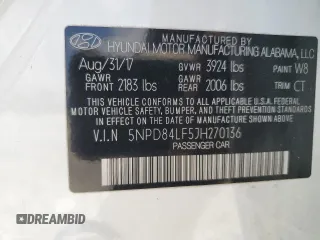 MANUFACTURED BY
HYUNDAI MOTOR MANUFACTURING ALABAMA, LLC
Aug/31/17 GVWR 3924 lbs PAINT W8
GAWR FRONT 2183 lbs GAWR REAR 2006 lbs TRIM CT
THIS VEHICLE CONFORMS TO ALL APPLICABLE U.S.A. FEDERAL MOTOR VEHICLE SAFETY, BUMPER, AND THEFT PREVENTION STANDARDS IN EFFECT ON THE DATE OF MANUFACTURE SHOWN ABOVE.
V.I.N 5NPD84LF5JH270136
PASSENGER CAR
© DREAMBID
DREAMBID.COM